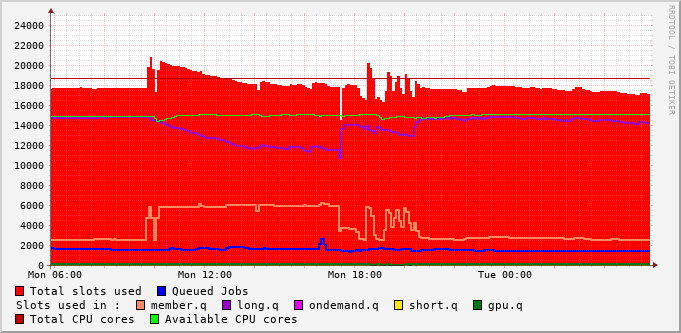 24000
22000
20000
18000
16000
14000
12000
10000
8000
6000
4000
2000
0
Mon 06:00 Mon 12:00 Mon 18:00 Tue 00:00
RRDTOOL / TOBI OETIKER
Total slots used Queued Jobs
Slots used in : member.q long.q ondemand.q short.q gpu.q
Total CPU cores Available CPU cores